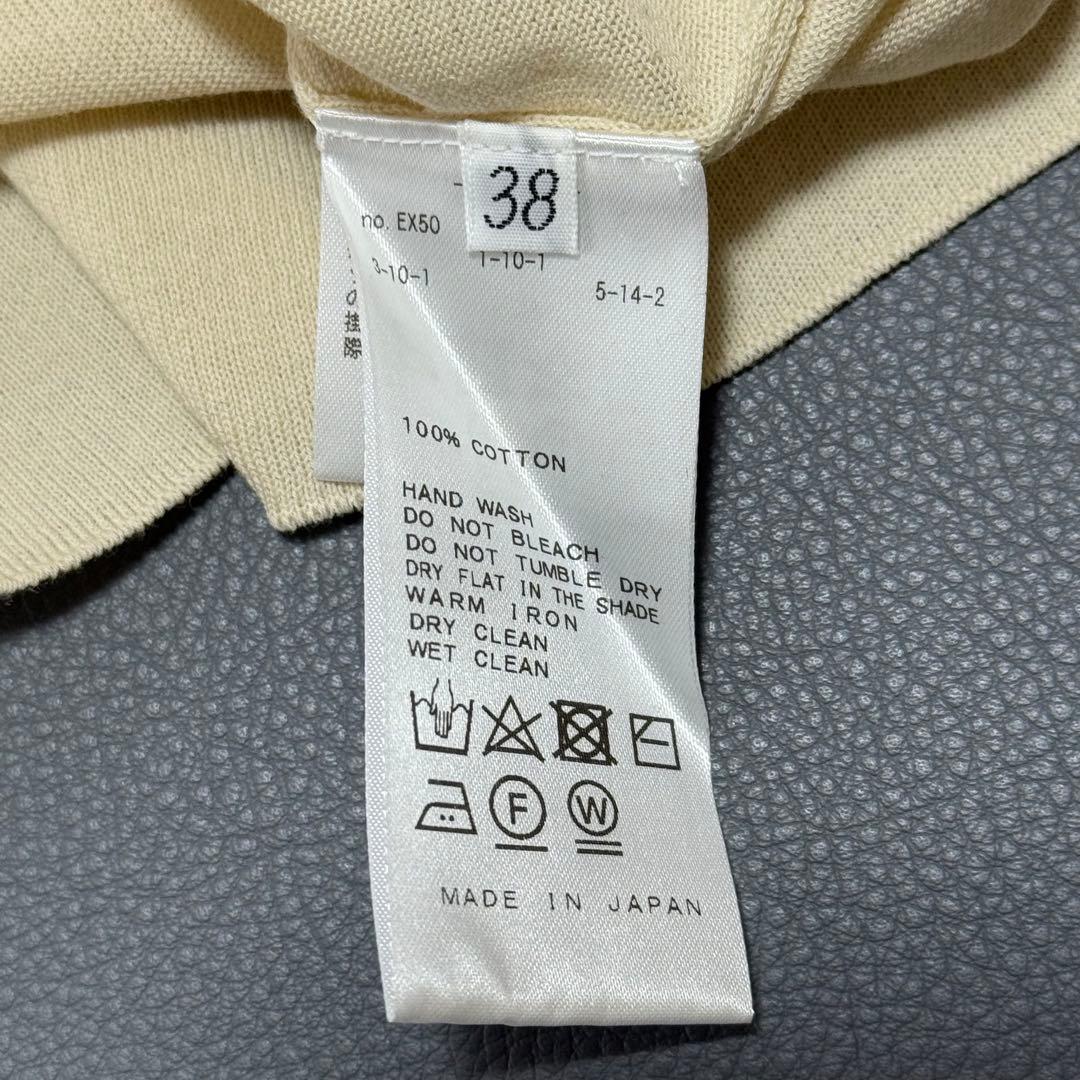 38
no. EX50
3-10-1
1-10-1
5-14-2
100% COTTON
HAND WASH
DO NOT BLEACH
DO NOT TUMBLE DRY
DRY FLAT IN THE SHADE
WARM IRON
DRY CLEAN
WET CLEAN
F
W
MADE IN JAPAN